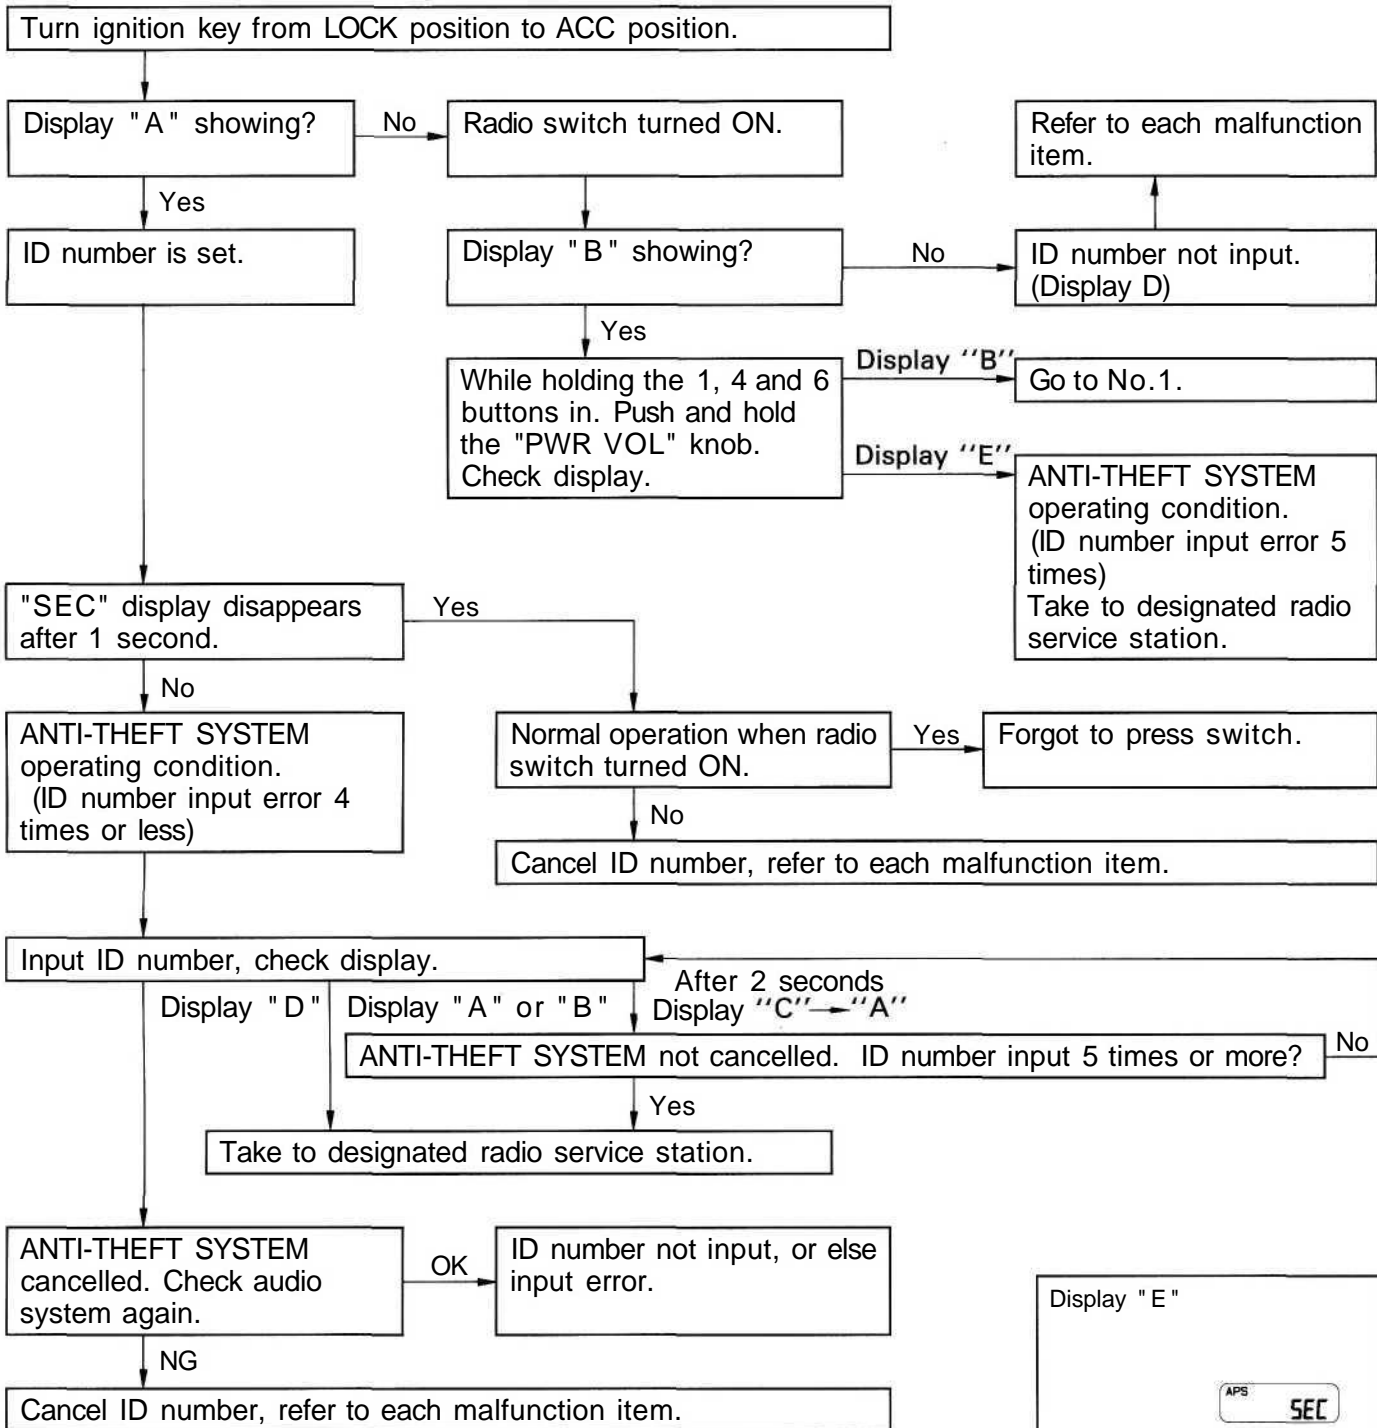 Turn ignition key from LOCK position to ACC position.
Display "A" showing?
No
Radio switch turned ON.
Refer to each malfunction
item.
Yes
ID number is set.
Display "B" showing?
No
ID number not input.
(Display D)
Yes
While holding the 1, 4 and 6
buttons in. Push and hold
the "PWR VOL" knob.
Check display.
Display "B"
Go to No.1.
Display "E"
ANTI-THEFT SYSTEM
operating condition.
(ID number input error 5
times)
Take to designated radio
service station.
"SEC" display disappears
after 1 second.
Yes
No
ANTI-THEFT SYSTEM
operating condition.
(ID number input error 4
times or less)
Normal operation when radio
switch turned ON.
Yes
Forgot to press switch.
No
Cancel ID number, refer to each malfunction item.
Input ID number, check display.
After 2 seconds
Display "D"
Display "A" or "B"
Display "C"→"A"
ANTI-THEFT SYSTEM not cancelled. ID number input 5 times or more?
No
Yes
Take to designated radio service station.
ANTI-THEFT SYSTEM
cancelled. Check audio
system again.
OK
ID number not input, or else
input error.
NG
Cancel ID number, refer to each malfunction item.
Display "E"
APS
SEC